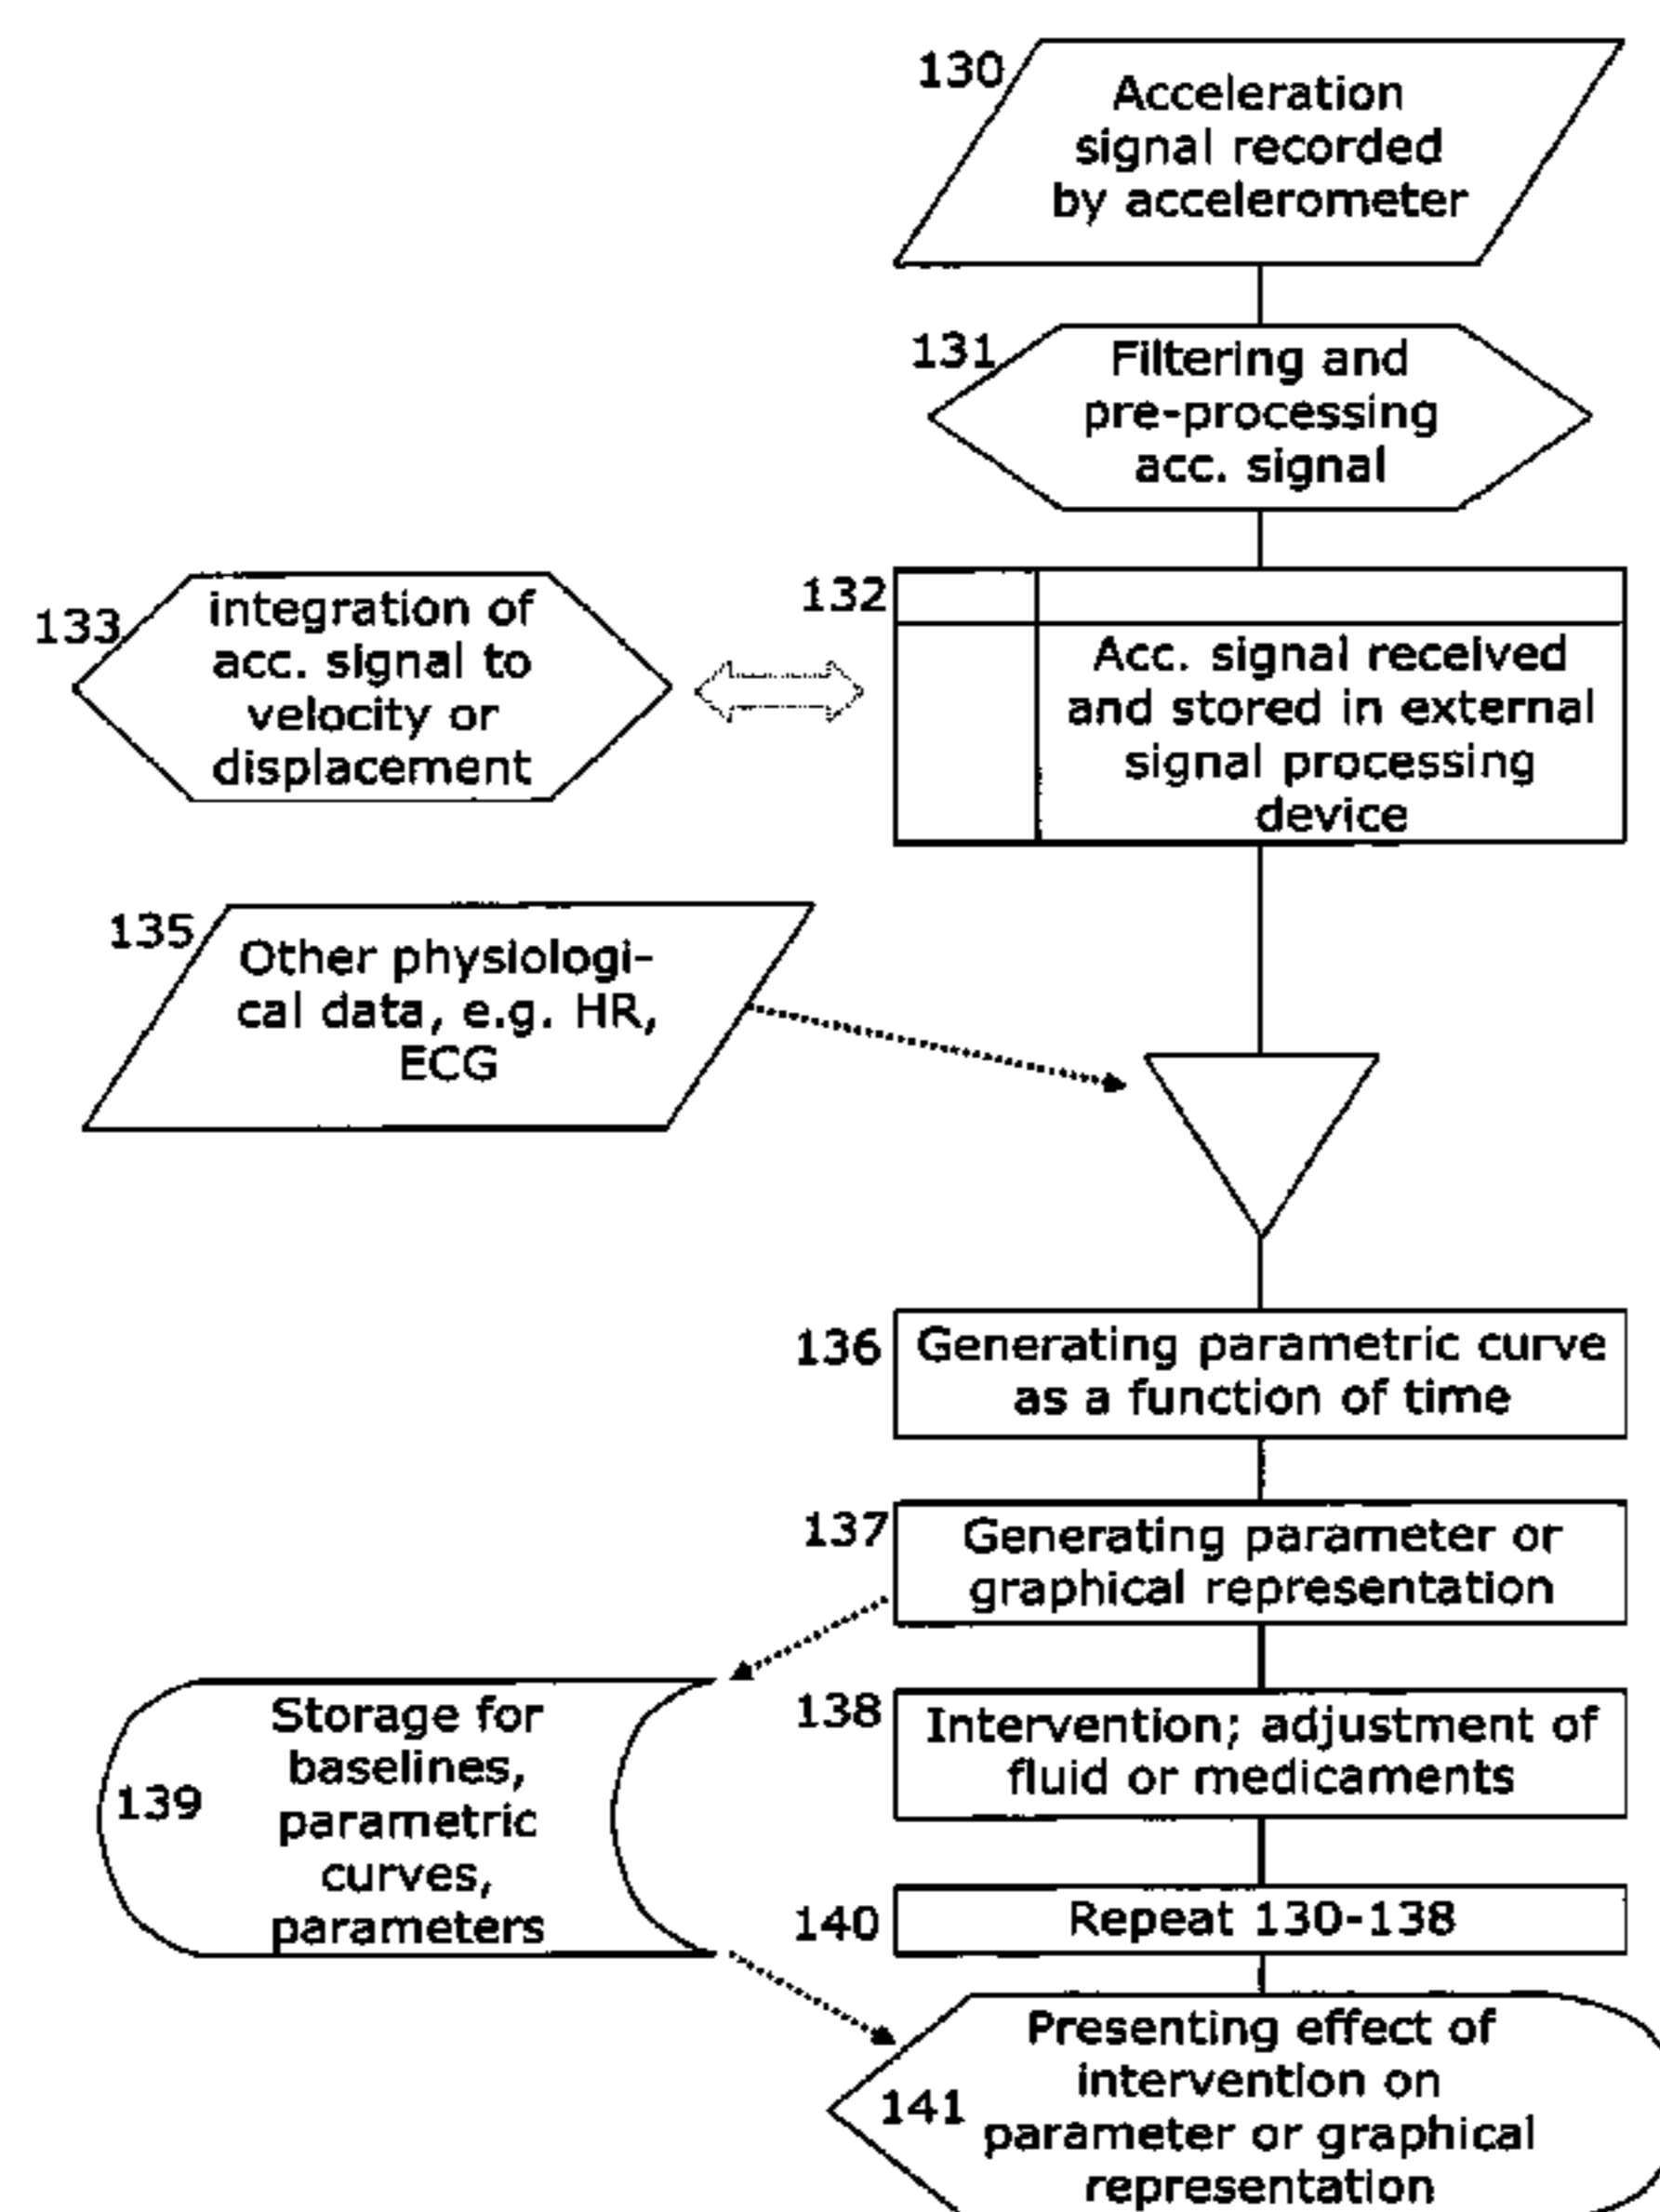 130
Acceleration
signal recorded
by accelerometer
131
Filtering and
pre-processing
acc. signal
133
integration of
acc. signal to
velocity or
displacement
132
Acc. signal received
and stored in external
signal processing
device
135
Other physiologi-
cal data, e.g. HR,
ECG
136
Generating parametric curve
as a function of time
137
Generating parameter or
graphical representation
138
Intervention; adjustment of
fluid or medicaments
139
Storage for
baselines,
parametric
curves,
parameters
140
Repeat 130-138
141
Presenting effect of
intervention on
parameter or graphical
representation